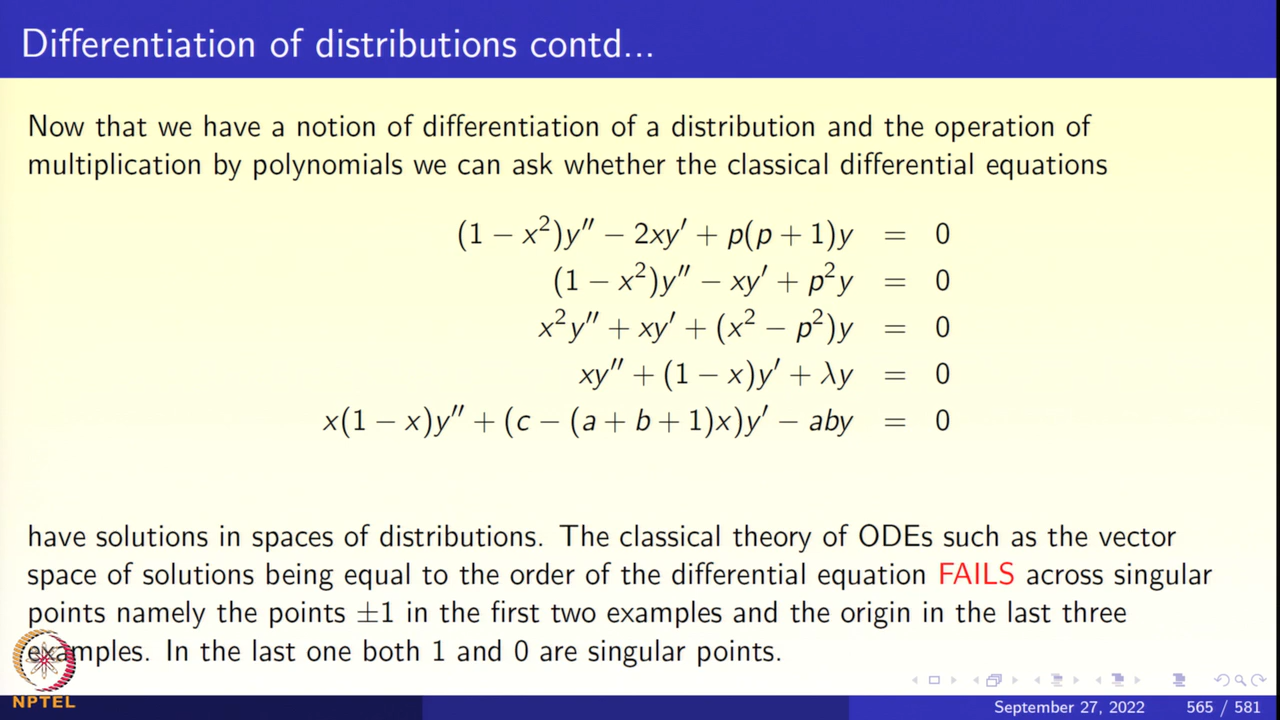 Differentiation of distributions contd...
Now that we have a notion of differentiation of a distribution and the operation of
multiplication by polynomials we can ask whether the classical differential equations
(1 − x²)y′′ − 2xy′ + p(p + 1)y = 0
(1 − x²)y′′ − xy′ + p²y = 0
x²y′′ + xy′ + (x² − p²)y = 0
xy′′ + (1 − x)y′ + λy = 0
x(1 − x)y′′ + (c − (a + b + 1)x)y′ − aby = 0
have solutions in spaces of distributions. The classical theory of ODEs such as the vector
space of solutions being equal to the order of the differential equation FAILS across singular
points namely the points ±1 in the first two examples and the origin in the last three
examples. In the last one both 1 and 0 are singular points.
NPTEL
September 27, 2022 565 / 581